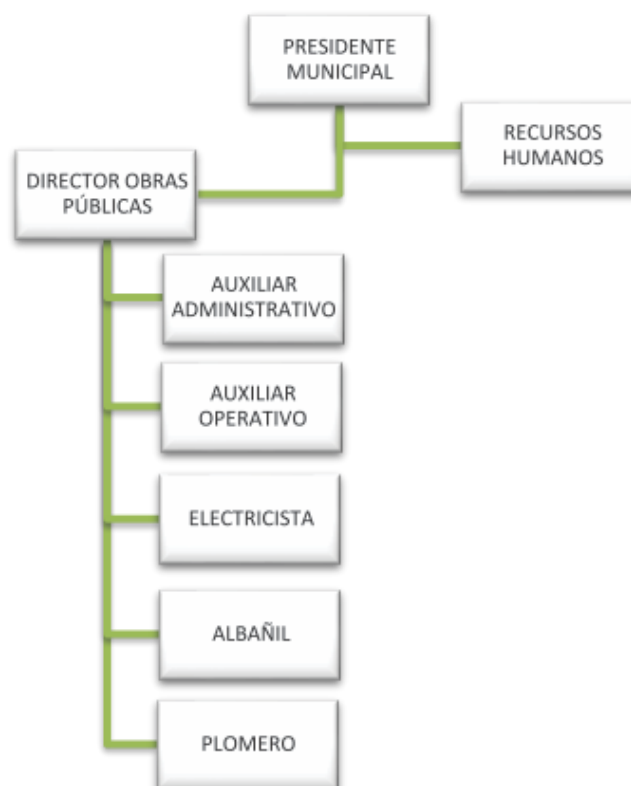 PRESIDENTE
MUNICIPAL
RECURSOS
HUMANOS
DIRECTOR OBRAS
PÚBLICAS
AUXILIAR
ADMINISTRATIVO
AUXILIAR
OPERATIVO
ELECTRICISTA
ALBAÑIL
PLOMERO